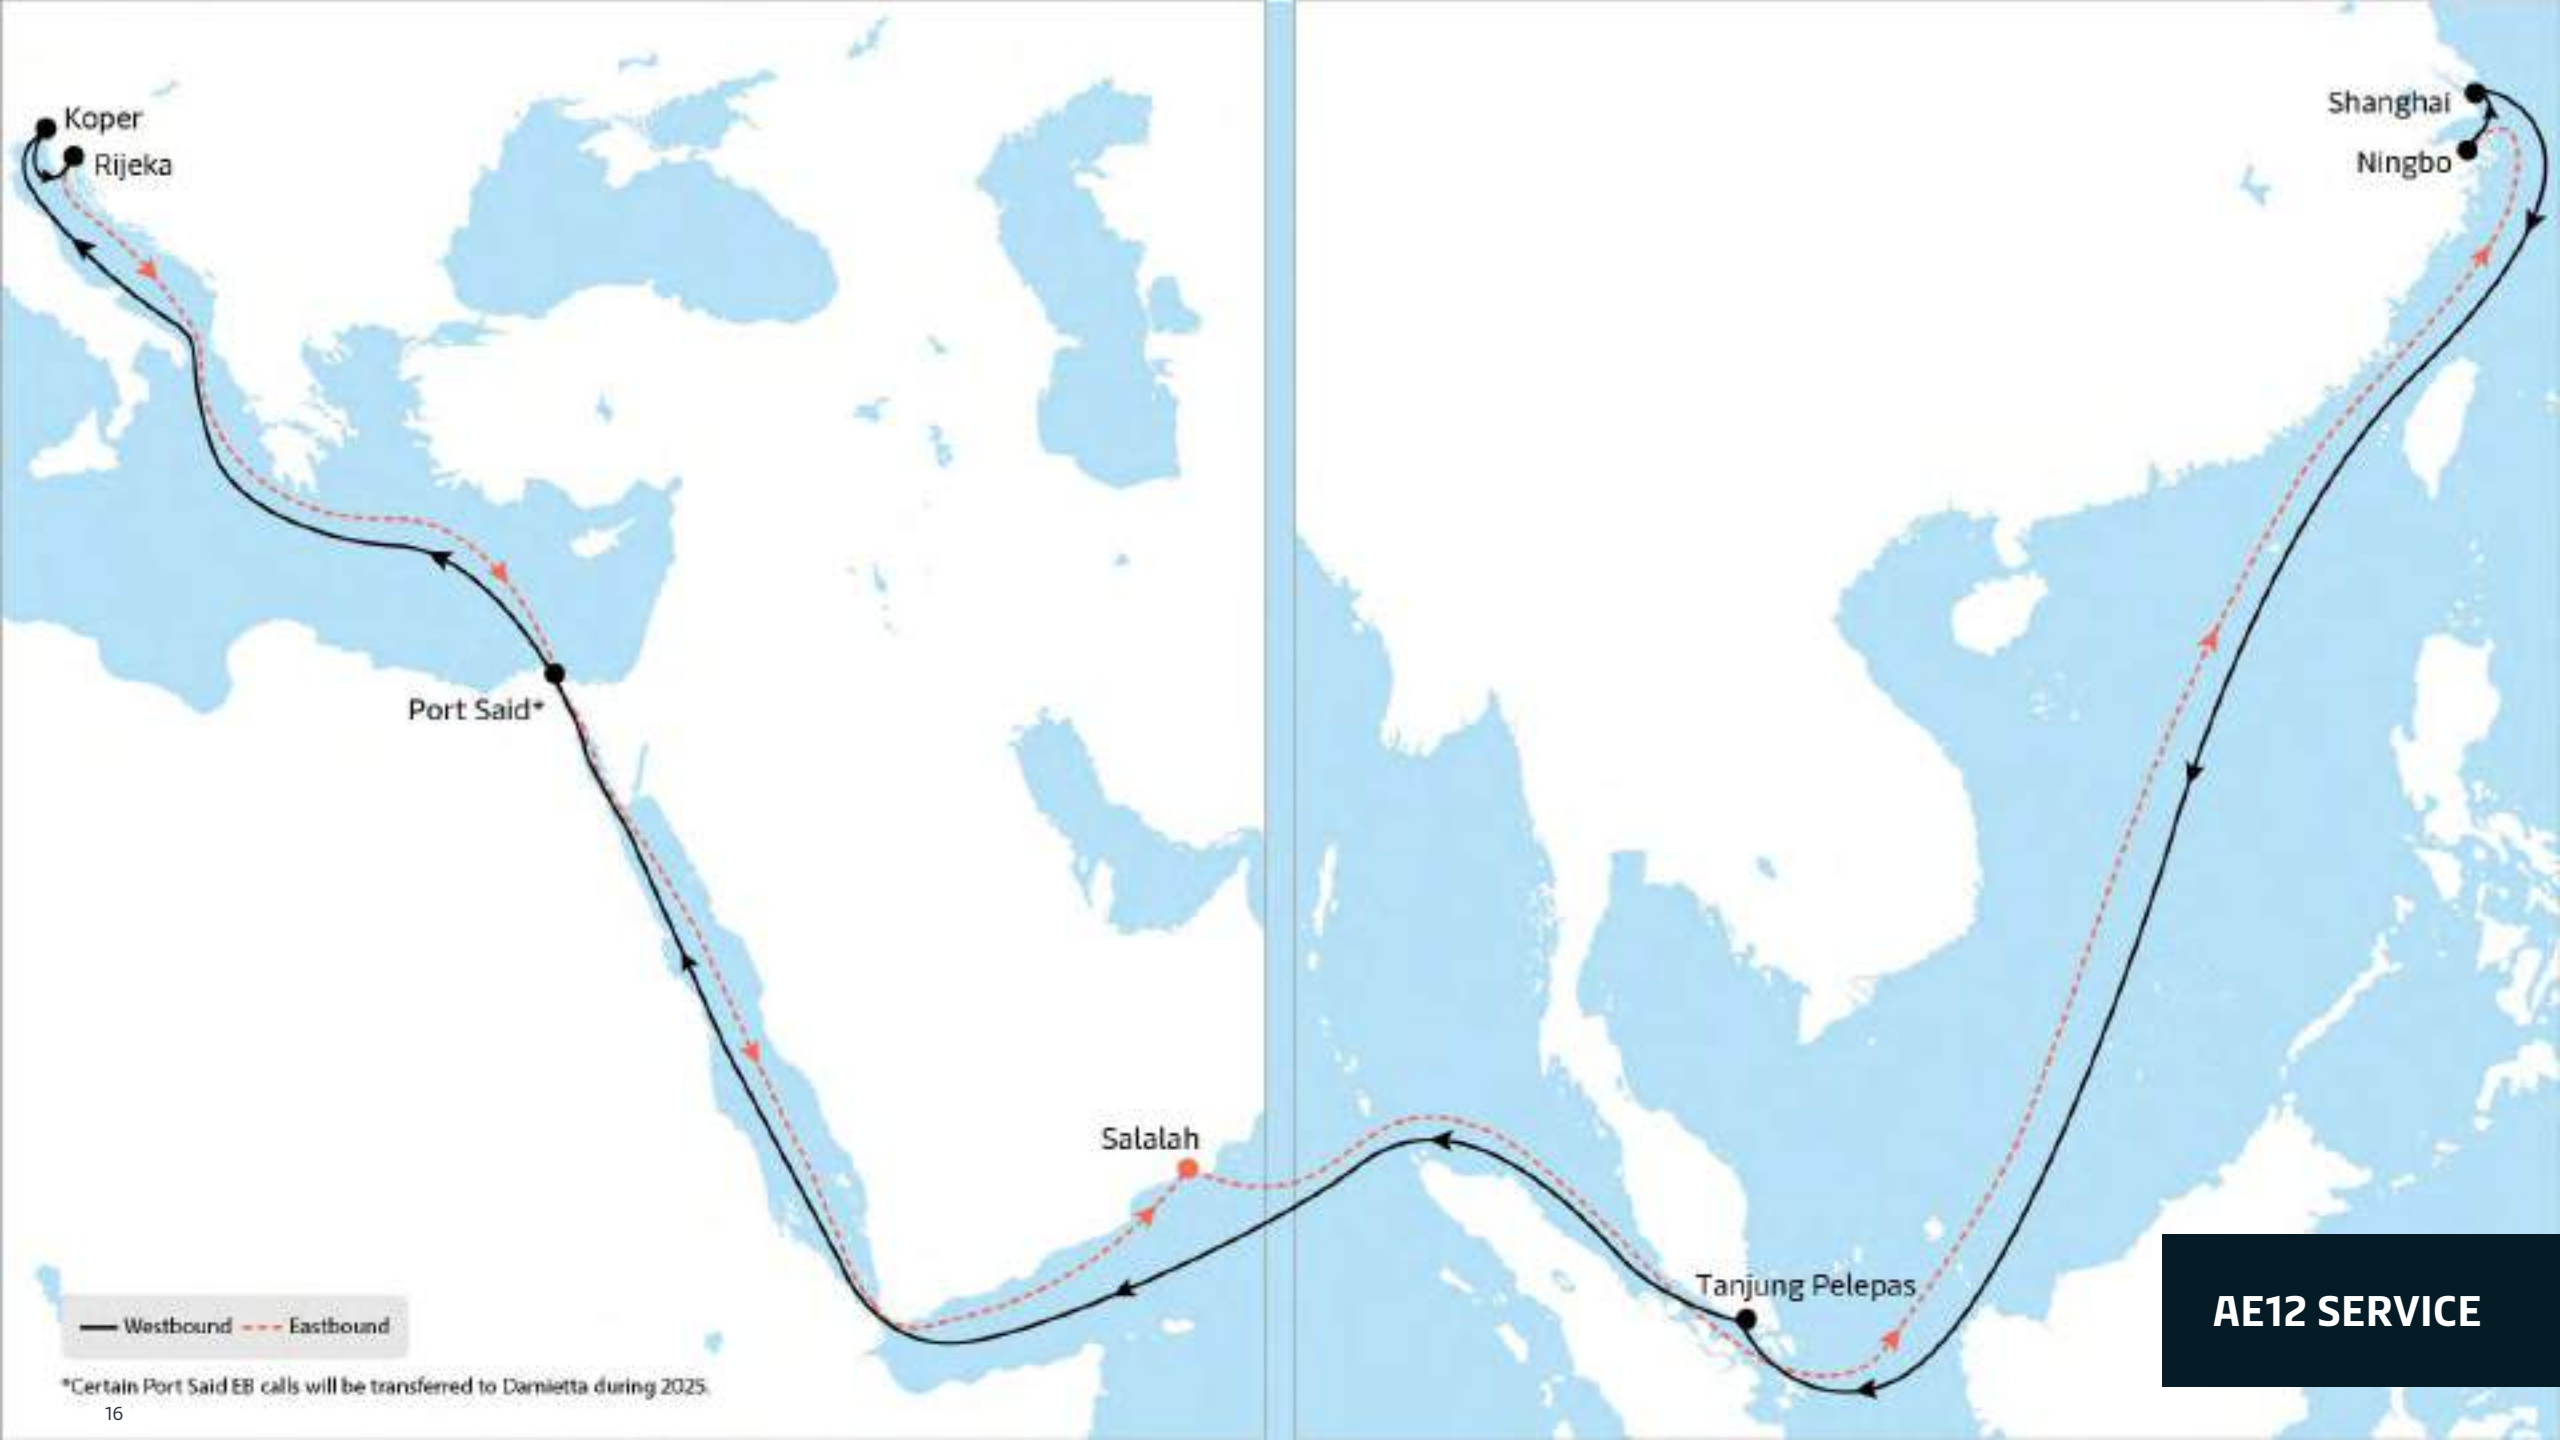 Koper
Rijeka
Shanghai
Ningbo
Port Said*
Salalah
Tanjung Pelepas
AE12 SERVICE
Westbound
Eastbound
*Certain Port Said EB calls will be transferred to Damietta during 2025.
16